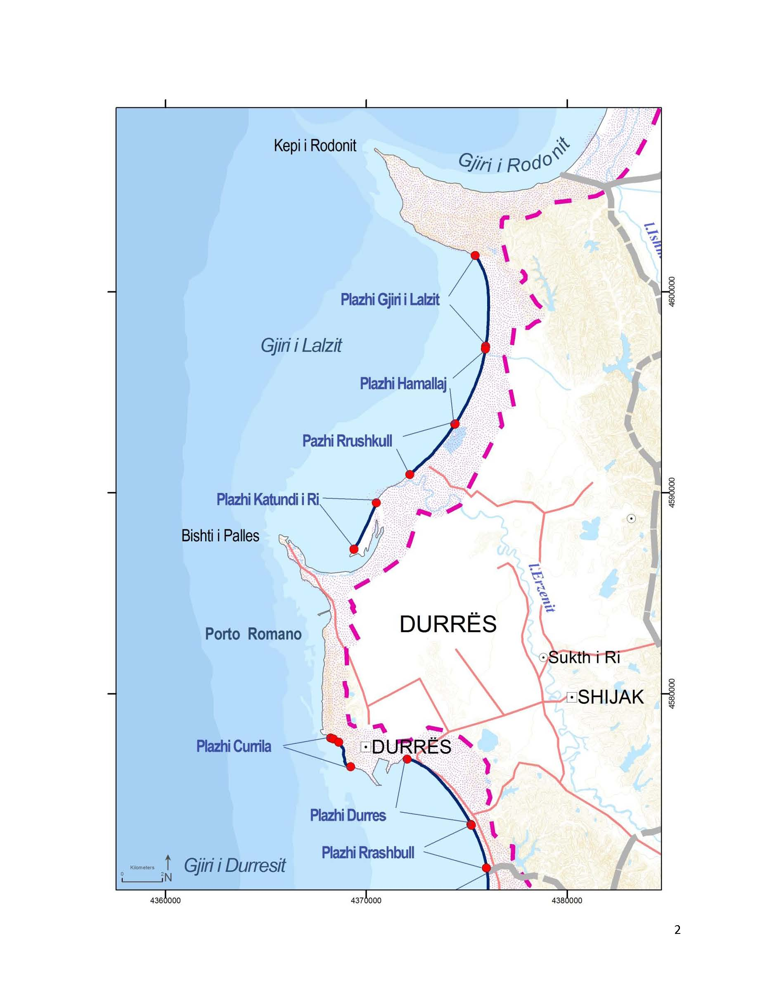 Kepi i Rodonit
Gjiri i Rodonit
4600000
Plazhi Gjiri i Lalzit
Gjiri i Lalzit
Plazhi Hamallaj
Pazhi Rrushkull
4590000
Plazhi Katundi i Ri
Bishti i Palles
l.Erzenit
DURRËS
Porto Romano
Sukth i Ri
4580000
SHIJAK
Plazhi Currila
DURRËS
Plazhi Durres
Plazhi Rrashbull
Gjiri i Durresit
Kilometers
0 2
N
4360000 4370000 4380000
2